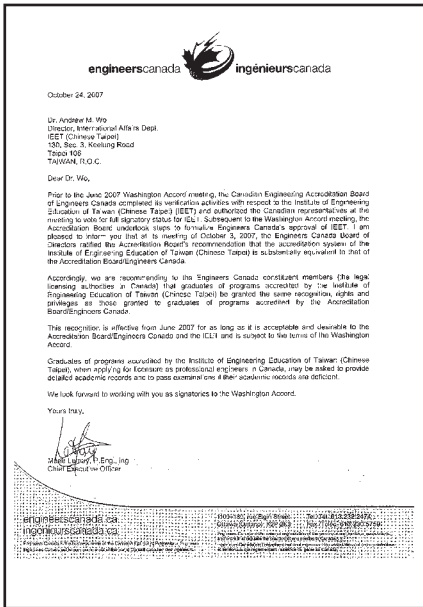 engineerscanada ingénieurscanada
October 24, 2007
Dr. Andrew M. Wo
Director, International Affairs Dept.
IEET (Chinese Taipei)
130, Sec. 3, Keelung Road
Taipei 106
TAIWAN, R.O.C.
Dear Dr. Wo,
Prior to the June 2007 Washington Accord meeting, the Canadian Engineering Accreditation Board
of Engineers Canada completed its verification activities with respect to the Institute of Engineering
Education of Taiwan (Chinese Taipei) (IEET) and authorized the Canadian representatives at the
meeting to vote for full signatory status for IEET. Subsequent to the Washington Accord meeting, the
Accreditation Board undertook steps to formalize Engineers Canada's approval of IEET. I am
pleased to inform you that at its meeting of October 3, 2007, the Engineers Canada Board of
Directors ratified the Accreditation Board's recommendation that the accreditation system of the
Institute of Engineering Education of Taiwan (Chinese Taipei) is substantially equivalent to that of
the Accreditation Board/Engineers Canada.
Accordingly, we are recommending to the Engineers Canada constituent members (the legal
licensing authorities in Canada) that graduates of programs accredited by the Institute of
Engineering Education of Taiwan (Chinese Taipei) be granted the same recognition, rights and
privileges as those granted to graduates of programs accredited by the Accreditation
Board/Engineers Canada.
This recognition is effective from June 2007 for as long as it is acceptable and desirable to the
Accreditation Board/Engineers Canada and the IEET and is subject to the terms of the Washington
Accord.
Graduates of programs accredited by the Institute of Engineering Education of Taiwan (Chinese
Taipei), when applying for licensure as professional engineers in Canada, may be asked to provide
detailed academic records and to pass examinations if their academic records are deficient.
We look forward to working with you as signatories to the Washington Accord.
Yours truly,
Marie Lemay, P.Eng., ing
Chief Executive Officer
engineerscanada.ca
ingenieurscanada.ca